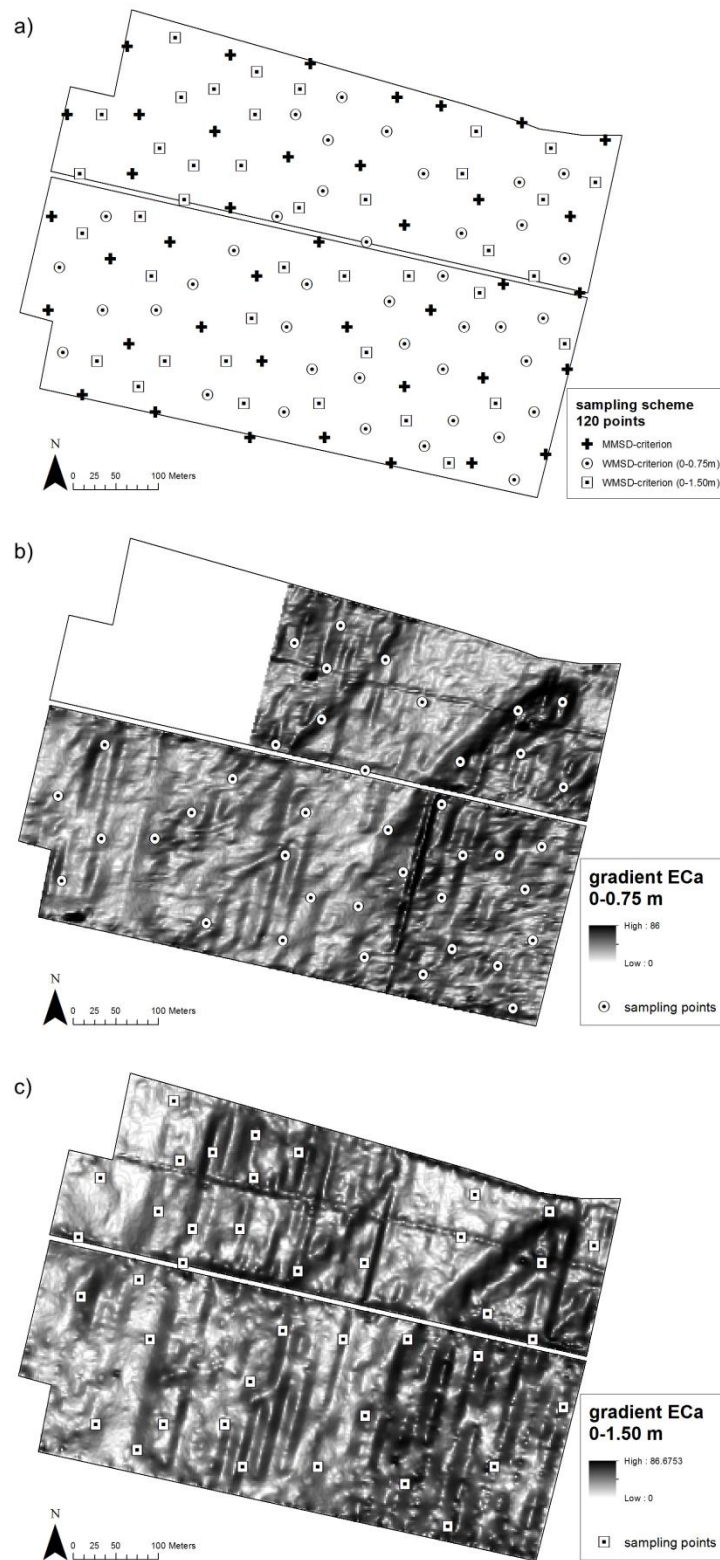 a)
sampling scheme
120 points
MMSD-criterion
WMSD-criterion (0-0.75m)
WMSD-criterion (0-1.50m)
N
0 25 50 100 Meters
b)
gradient ECa
0-0.75 m
High : 86
Low : 0
sampling points
N
0 25 50 100 Meters
c)
gradient ECa
0-1.50 m
High : 86.6753
Low : 0
sampling points
N
0 25 50 100 Meters